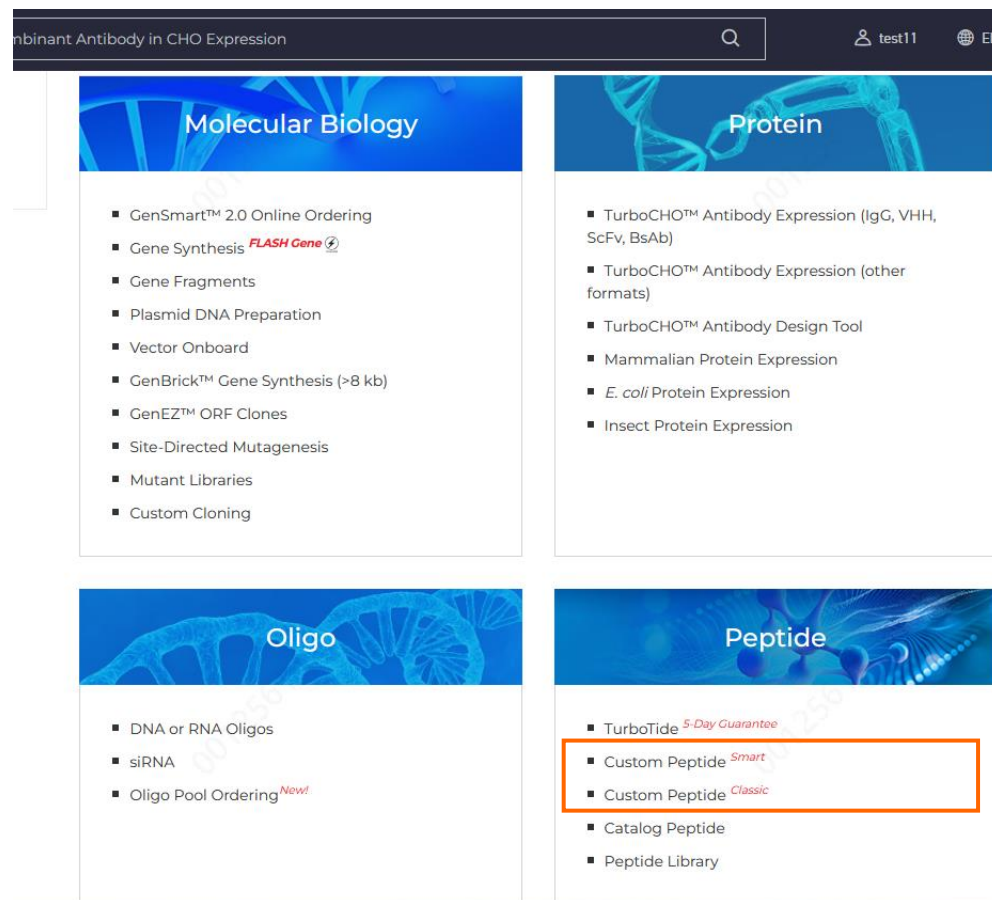 mbinant Antibody in CHO Expression
test11
Molecular Biology
GenSmart™ 2.0 Online Ordering
Gene Synthesis FLASH Gene
Gene Fragments
Plasmid DNA Preparation
Vector Onboard
GenBrick™ Gene Synthesis (>8 kb)
GenEZ™ ORF Clones
Site-Directed Mutagenesis
Mutant Libraries
Custom Cloning
Protein
TurboCHO™ Antibody Expression (IgG, VHH,
ScFv, BsAb)
TurboCHO™ Antibody Expression (other
formats)
TurboCHO™ Antibody Design Tool
Mammalian Protein Expression
E. coli Protein Expression
Insect Protein Expression
Oligo
DNA or RNA Oligos
siRNA
Oligo Pool Ordering New!
Peptide
TurboTide 5-Day Guarantee
Custom Peptide Smart
Custom Peptide Classic
Catalog Peptide
Peptide Library